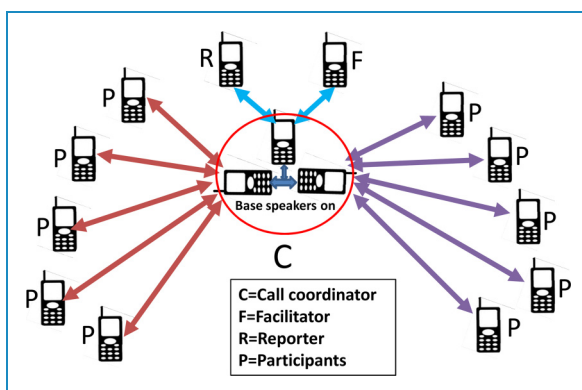 R
F
P
P
P
P
P
P
P
P
P
P
Base speakers on
C
C=Call coordinator
F=Facilitator
R=Reporter
P=Participants